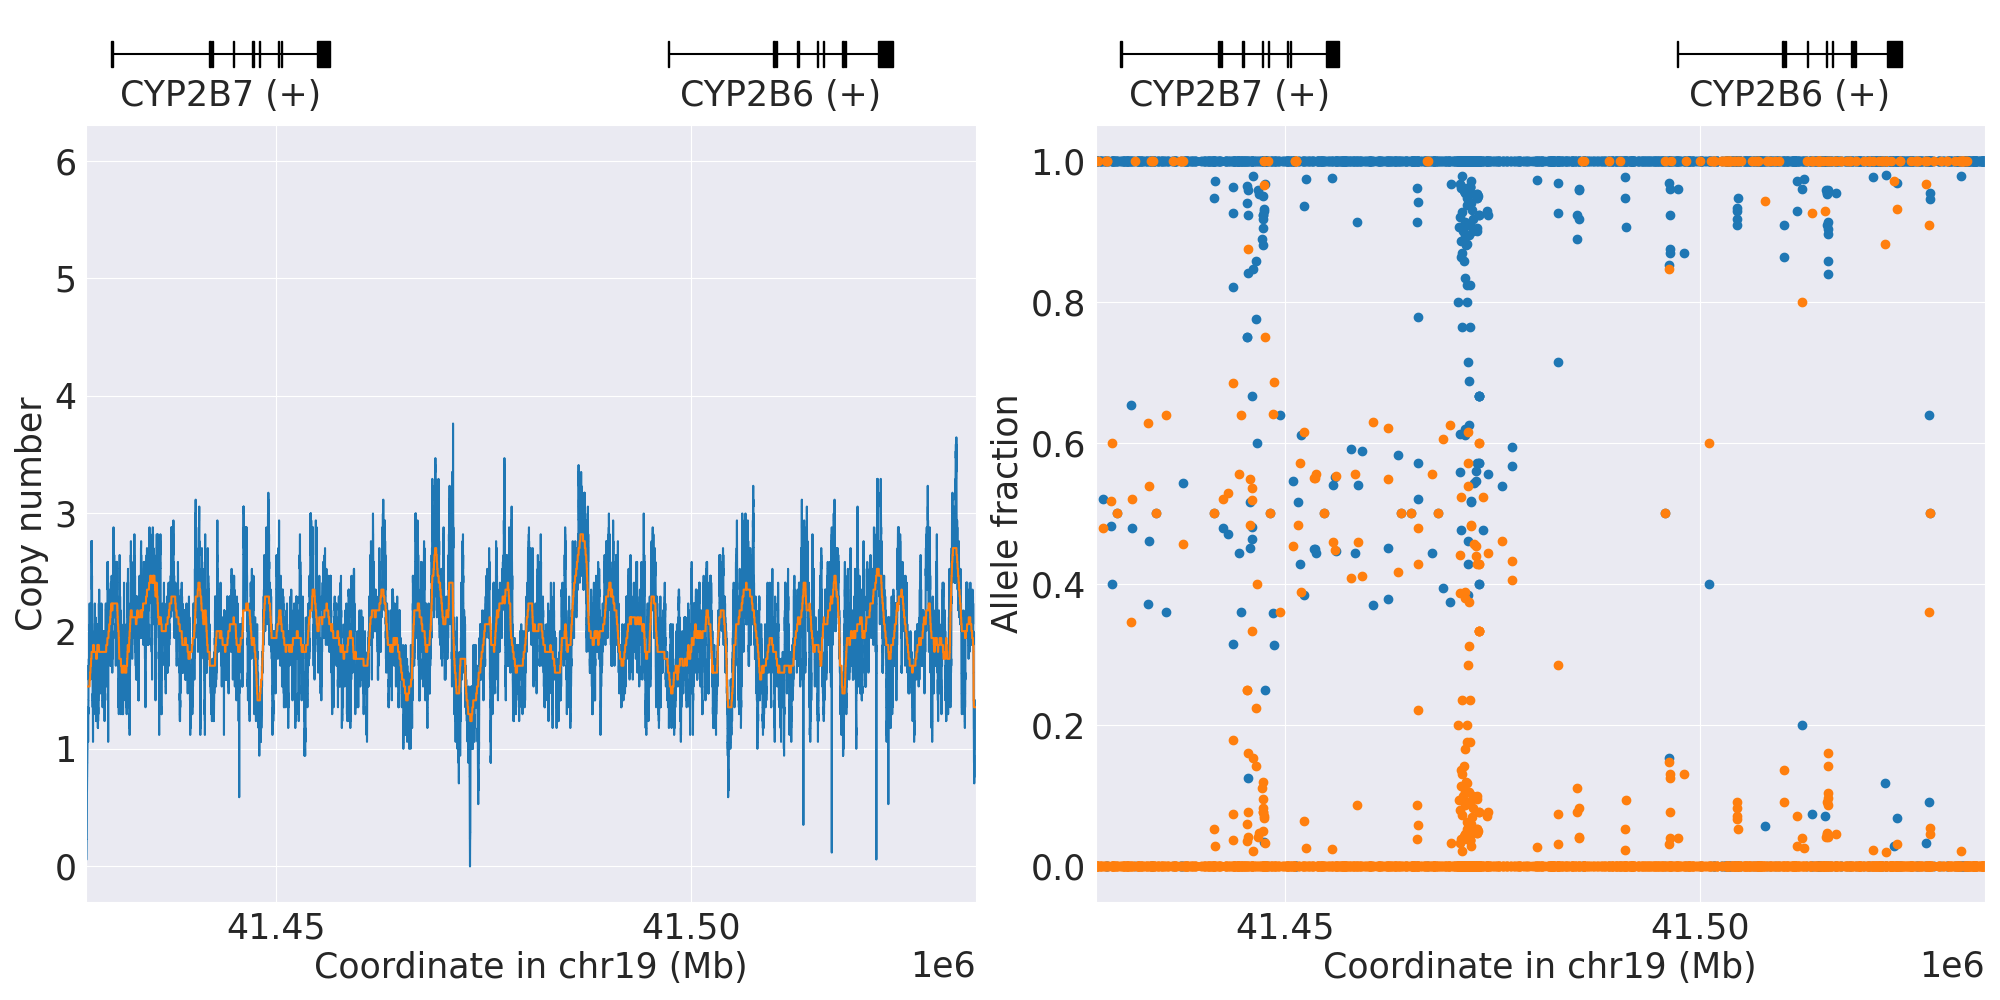 CYP2B7 (+)
CYP2B6 (+)
Copy number
6
5
4
3
2
1
0
41.45
41.50
Coordinate in chr19 (Mb)
1e6
CYP2B7 (+)
CYP2B6 (+)
Allele fraction
1.0
0.8
0.6
0.4
0.2
0.0
41.45
41.50
Coordinate in chr19 (Mb)
1e6